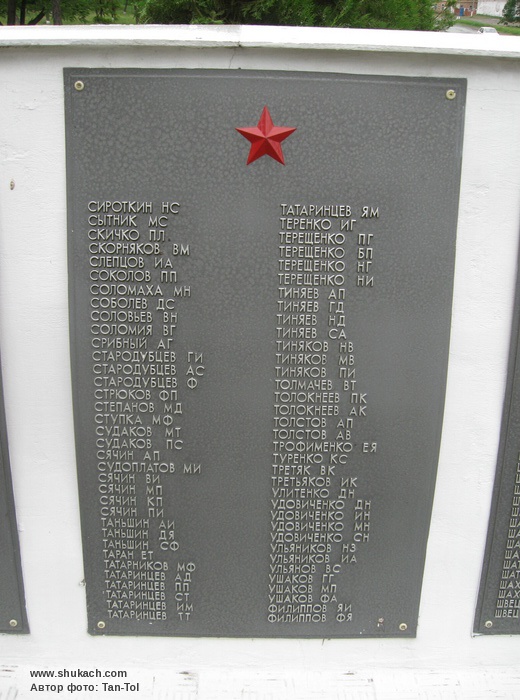 СИРОТКИН НС
СЫТНИК МС
СКИЧКО ПЛ
СКОРНЯКОВ ВМ
СЛЕПЦОВ ИА
СОКОЛОВ ПП
СОЛОМАХА МН
СОБОЛЕВ ДС
СОЛОВЬЕВ ВН
СОЛОМИЯ ВГ
СРИБНЫЙ АГ
СТАРОДУБЦЕВ ГИ
СТАРОДУБЦЕВ АС
СТАРОДУБЦЕВ Ф
СТРЮКОВ ФП
СТЕПАНОВ МД
СТУПКА МФ
СУДАКОВ МТ
СУДАКОВ ПС
СЯЧИН АП
СУДОПЛАТОВ МИ
СЯЧИН ВИ
СЯЧИН МП
СЯЧИН КП
СЯЧИН ПИ
ТАНЬШИН АИ
ТАНЬШИН ДЯ
ТАНЬШИН СФ
ТАРАН ЕТ
ТАТАРНИКОВ МФ
ТАТАРИНЦЕВ АД
ТАТАРИНЦЕВ ПП
ТАТАРИНЦЕВ СТ
ТАТАРИНЦЕВ ИМ
ТАТАРИНЦЕВ ТТ
ТАТАРИНЦЕВ ЯМ
ТЕРЕНКО ИГ
ТЕРЕЩЕНКО ПГ
ТЕРЕЩЕНКО БП
ТЕРЕЩЕНКО НГ
ТЕРЕЩЕНКО НИ
ТИНЯЕВ АП
ТИНЯЕВ ГД
ТИНЯЕВ НД
ТИНЯЕВ СА
ТИНЯКОВ НВ
ТИНЯКОВ МВ
ТИНЯКОВ ПИ
ТОЛМАЧЕВ ВТ
ТОЛОКНЕЕВ ПК
ТОЛОКНЕЕВ АК
ТОЛСТОВ АП
ТОЛСТОВ АВ
ТРОФИМЕНКО ЕЯ
ТУРЕНКО КС
ТРЕТЯК ВК
ТРЕТЬЯКОВ ИК
УЛИТЕНКО ДН
УДОВИЧЕНКО ДН
УДОВИЧЕНКО ИН
УДОВИЧЕНКО МН
УДОВИЧЕНКО СН
УЛЬЯНИКОВ НЗ
УЛЬЯНИКОВ ИА
УЛЬЯНОВ ВС
УШАКОВ ГГ
УШАКОВ МП
УШАКОВ ФА
ФИЛИППОВ ЯИ
ФИЛИППОВ ФЯ
www.shukach.com
Автор фото: Tan-Tol